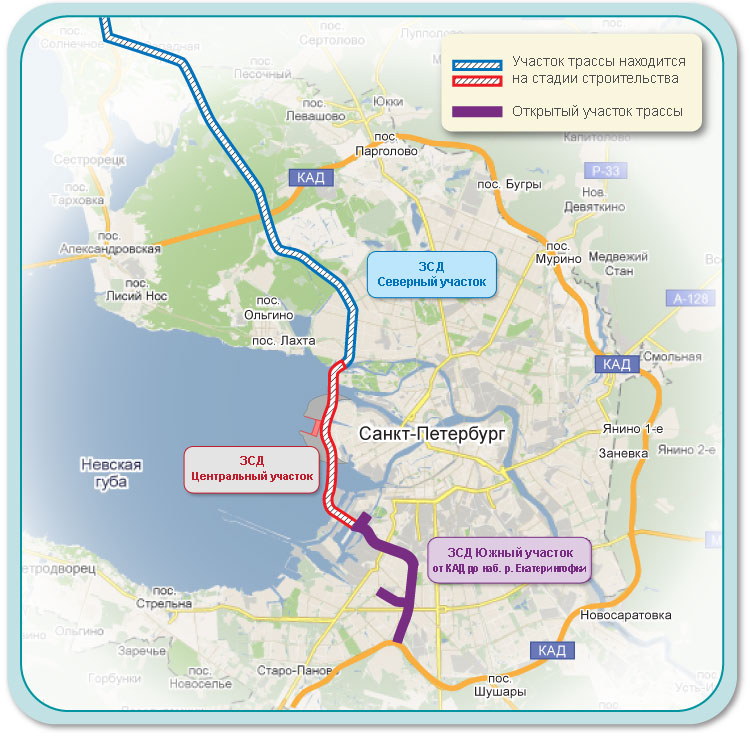 Солнечное
пос.
Сертолово
Лупполово
пос.
Песочный
Участок трассы находится
на стадии строительства
Открытый участок трассы
пос.
Левашово
Юкки
пос.
Парголово
Капитолово
Сестрорецк
КАД
Р-33
пос. Бугры
Нов.
Девяткино
пос.
Тарховка
пос.
Александровская
пос.
Мурино
Медвежий
Стан
ЗСД
Северный участок
пос.
Лисий Нос
пос.
Ольгино
А-128
пос. Лахта
КАД
Смольная
Санкт-Петербург
Янино 1-е
Заневка
Янино 2-е
ЗСД
Центральный участок
Невская
губа
ЗСД Южный участок
от КАД до наб. р. Екатерингофки
етродворец
пос.
Стрельна
Новосаратовка
Ольгино
Заречье
КАД
Горбунки
пос.
Новоселье
Старо-Паново
пос.
Шушары